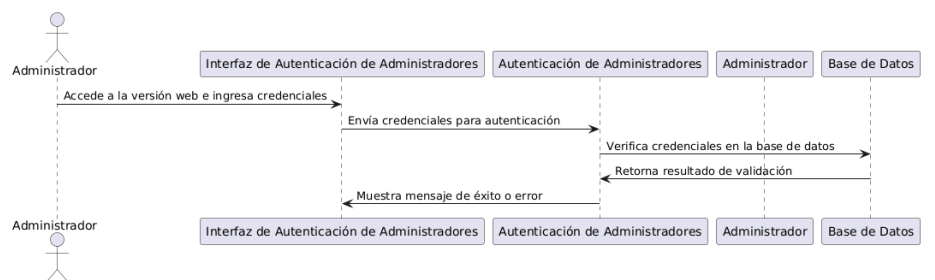 Administrador
Interfaz de Autenticación de Administradores
Autenticación de Administradores
Administrador
Base de Datos
Accede a la versión web e ingresa credenciales
Envía credenciales para autenticación
Verifica credenciales en la base de datos
Retorna resultado de validación
Muestra mensaje de éxito o error
Administrador
Interfaz de Autenticación de Administradores
Autenticación de Administradores
Administrador
Base de Datos